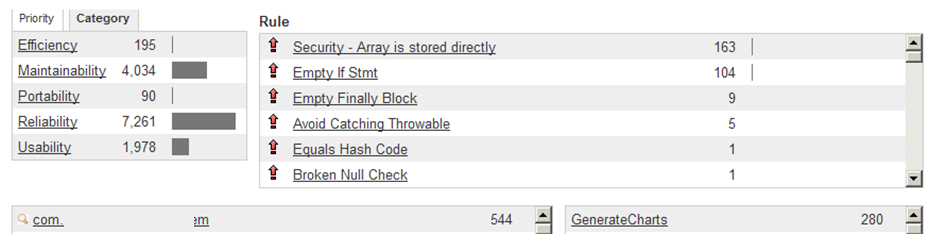 Priority Category
Efficiency 195
Maintainability 4,034
Portability 90
Reliability 7,261
Usability 1,978
Rule
Security - Array is stored directly 163
Empty If Stmt 104
Empty Finally Block 9
Avoid Catching Throwable 5
Equals Hash Code 1
Broken Null Check 1
com. em 544
GenerateCharts 280